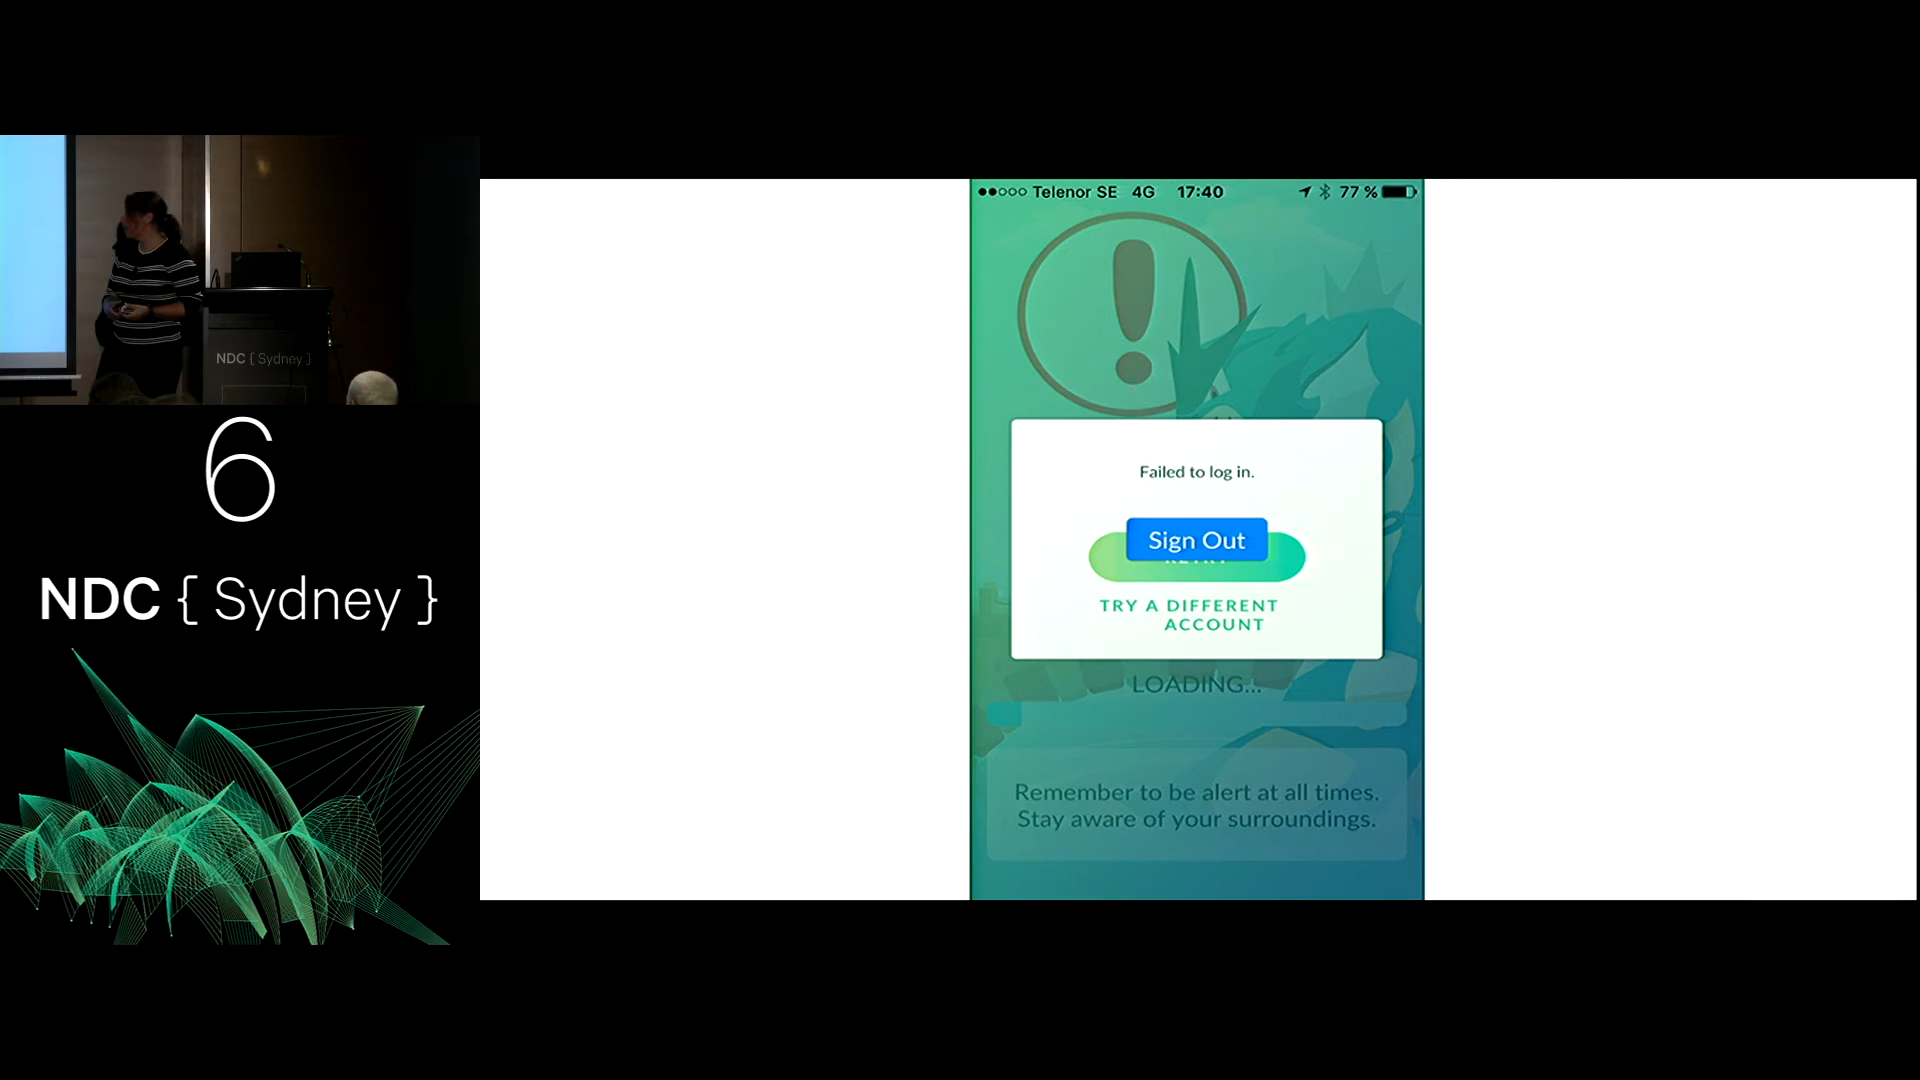 NDC { Sydney }
6
NDC { Sydney }
Telenor SE 4G 17:40 77 %
Failed to log in.
Sign Out
RETRY
TRY A DIFFERENT
ACCOUNT
LOADING...
Remember to be alert at all times.
Stay aware of your surroundings.